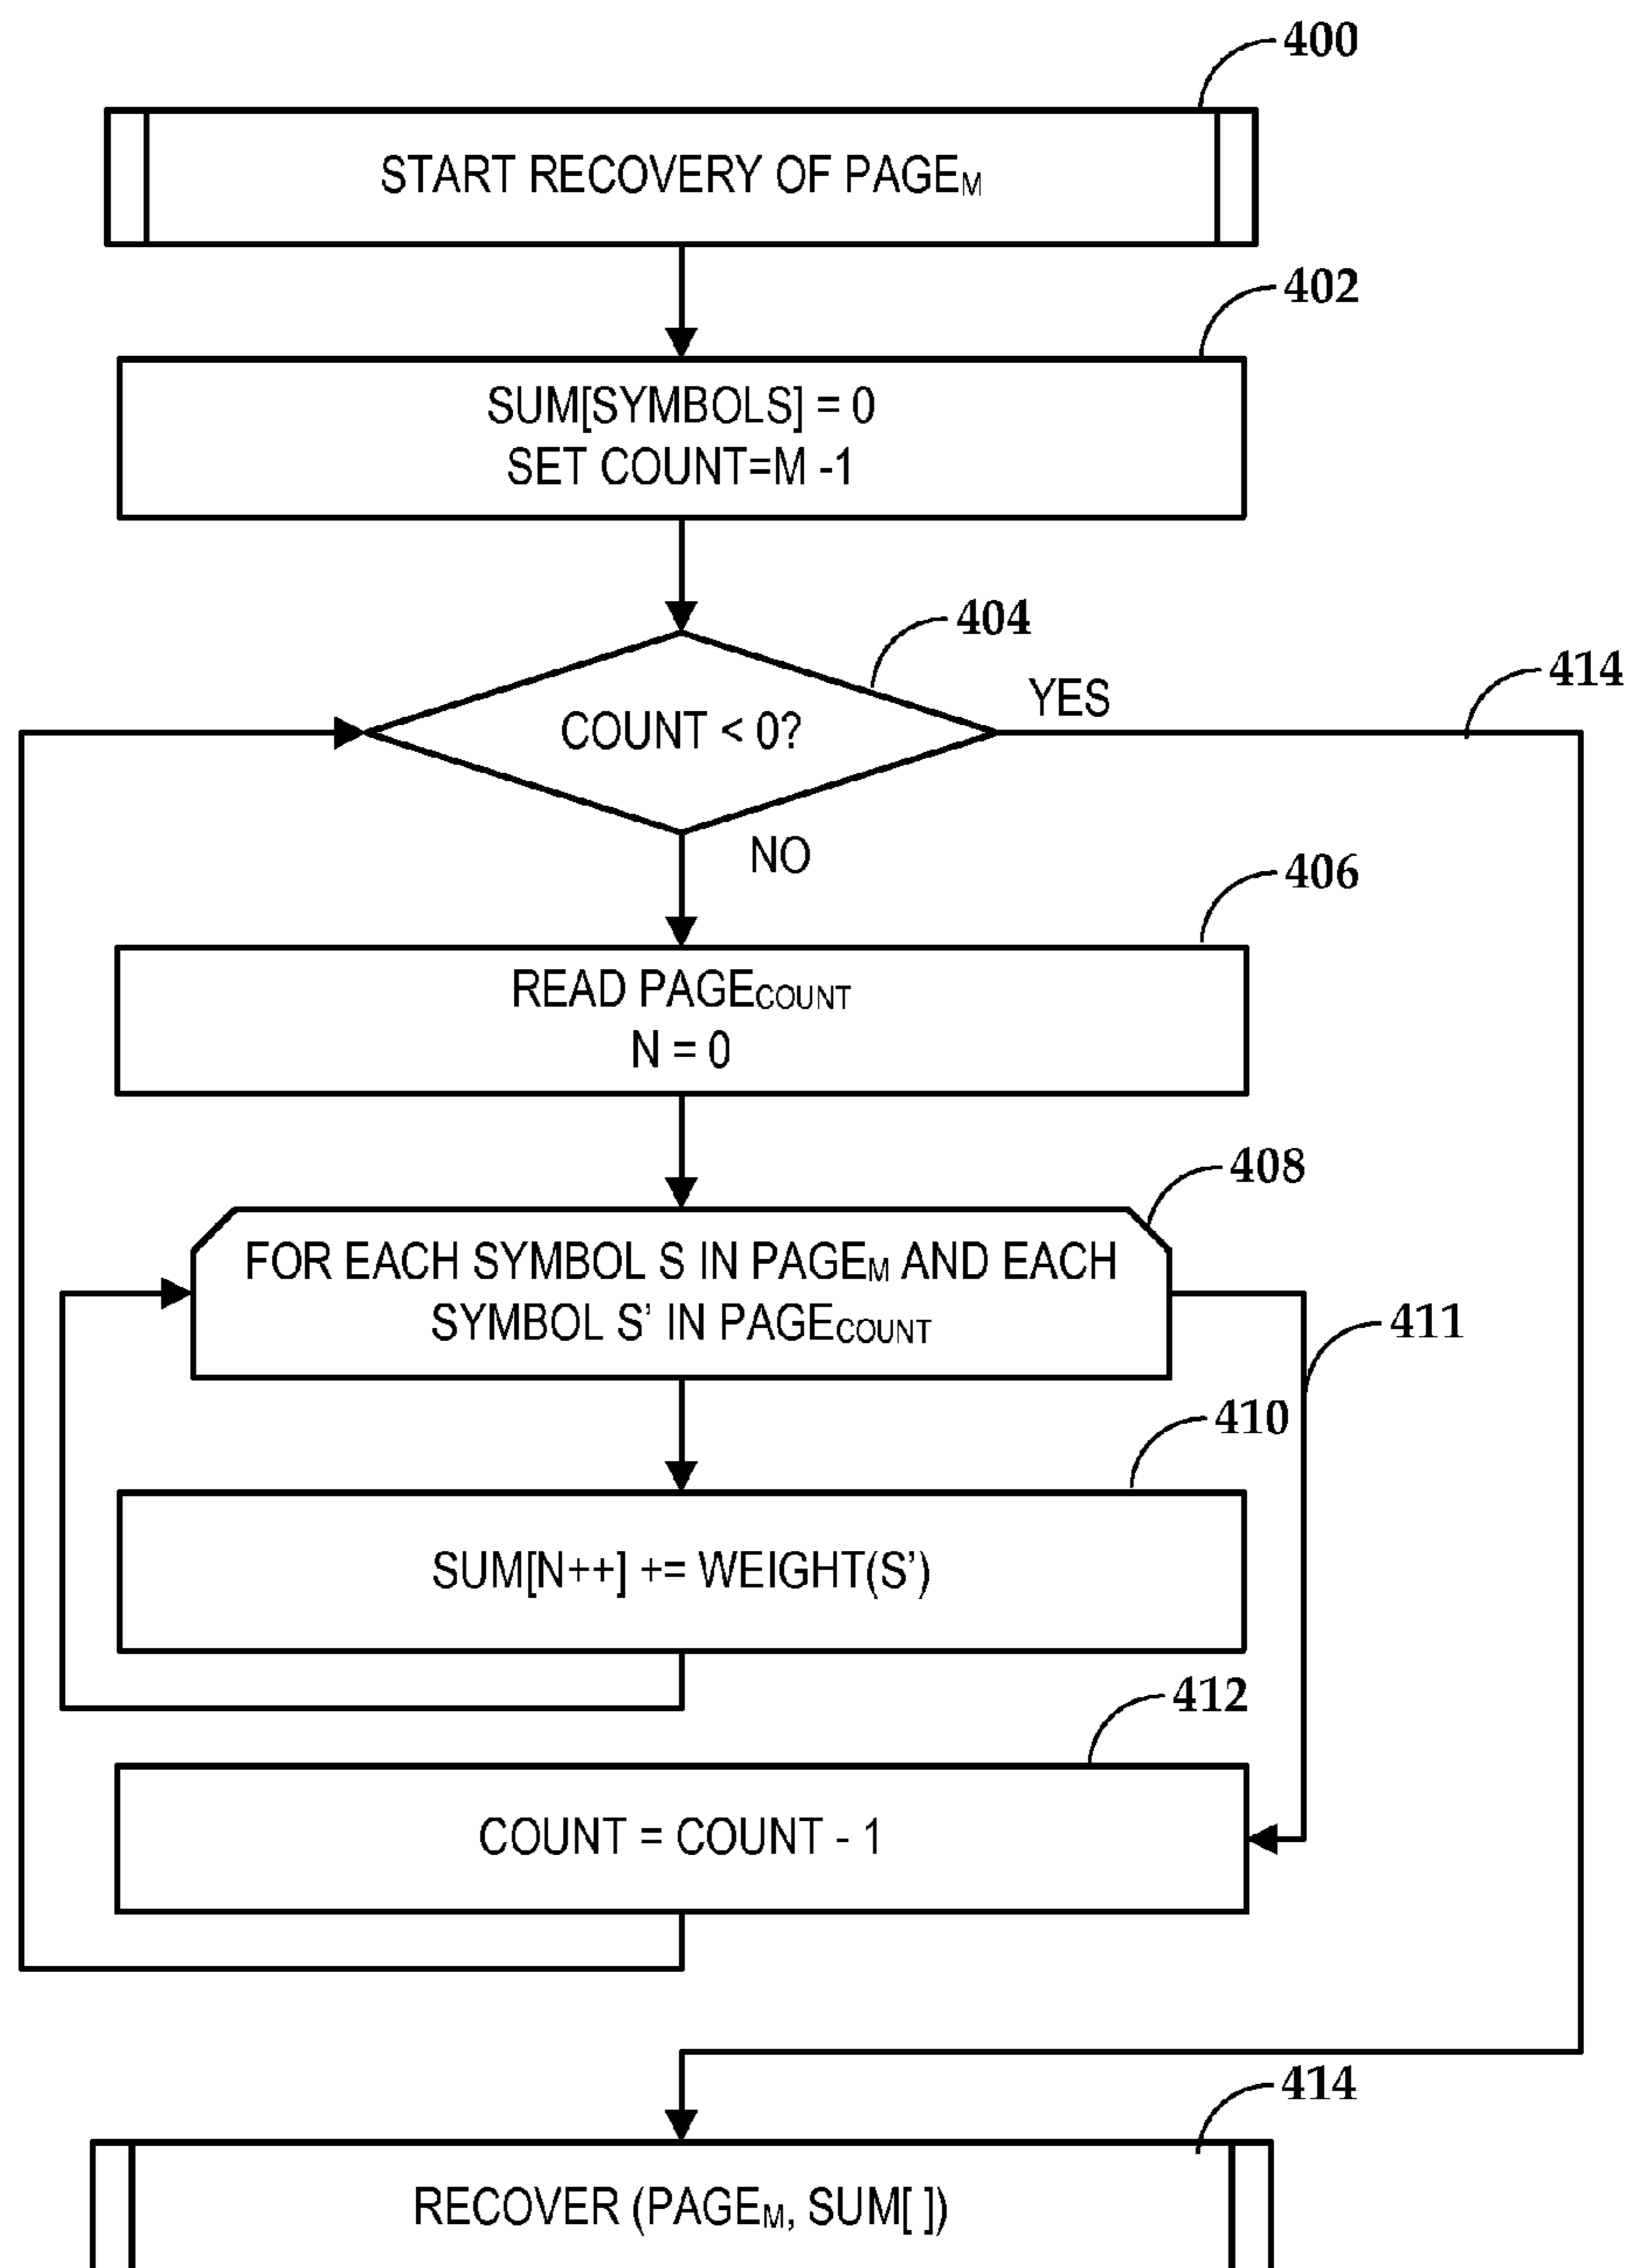 400
START RECOVERY OF PAGEM
402
SUM[SYMBOLS] = 0
SET COUNT=M -1
404
414
YES
COUNT < 0?
NO
406
READ PAGECOUNT
N = 0
408
FOR EACH SYMBOL S IN PAGEM AND EACH
SYMBOL S' IN PAGECOUNT
411
410
SUM[N++] += WEIGHT(S')
412
COUNT = COUNT - 1
414
RECOVER (PAGEM, SUM[ ])